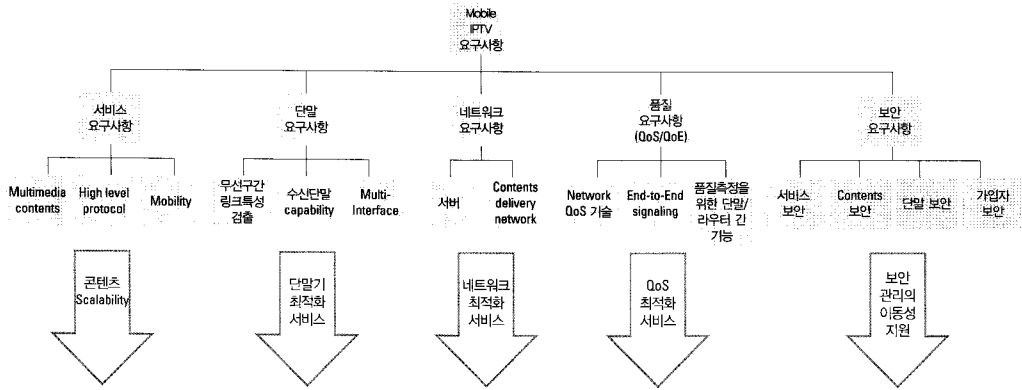 Mobile
IPTV
요구사항
서비스
요구사항
단말
요구사항
네트워크
요구사항
품질
요구사항
(QoS/QoE)
보안
요구사항
Multimedia
contents
High level
protocol
Mobility
무선구간
링크특성
검출
수신단말
capability
Multi-
Interface
서버
Contents
delivery
network
Network
QoS 기술
End-to-End
signaling
품질측정을
위한 단말/
라우터 간
기능
서비스
보안
Contents
보안
단말 보안
가입자
보안
콘텐츠
Scalability
단말기
최적화
서비스
네트워크
최적화
서비스
QoS
최적화
서비스
보안
관리의
이동성
지원